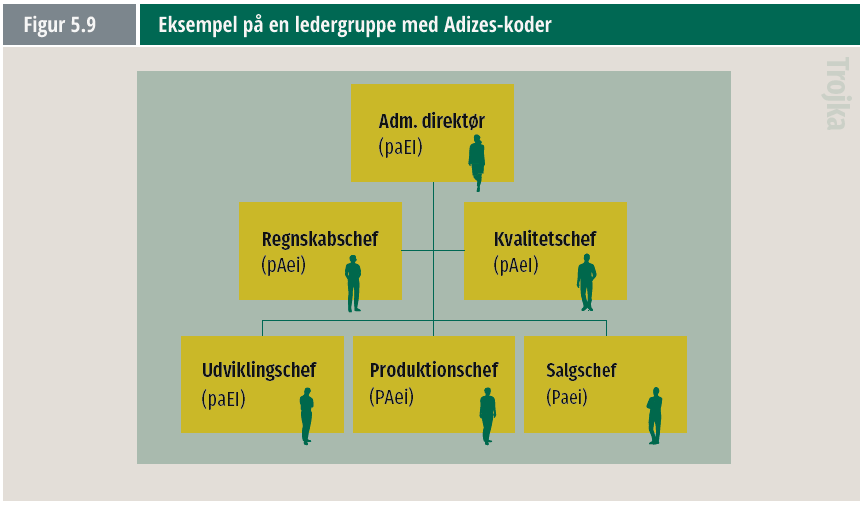 Figur 5.9
Eksempel på en ledergruppe med Adizes-koder
Trojka
Adm. direktør
(paEI)
Regnskabschef
(pAei)
Kvalitetschef
(pAeI)
Udviklingschef
(paEI)
Produktionschef
(PAei)
Salgschef
(Paei)